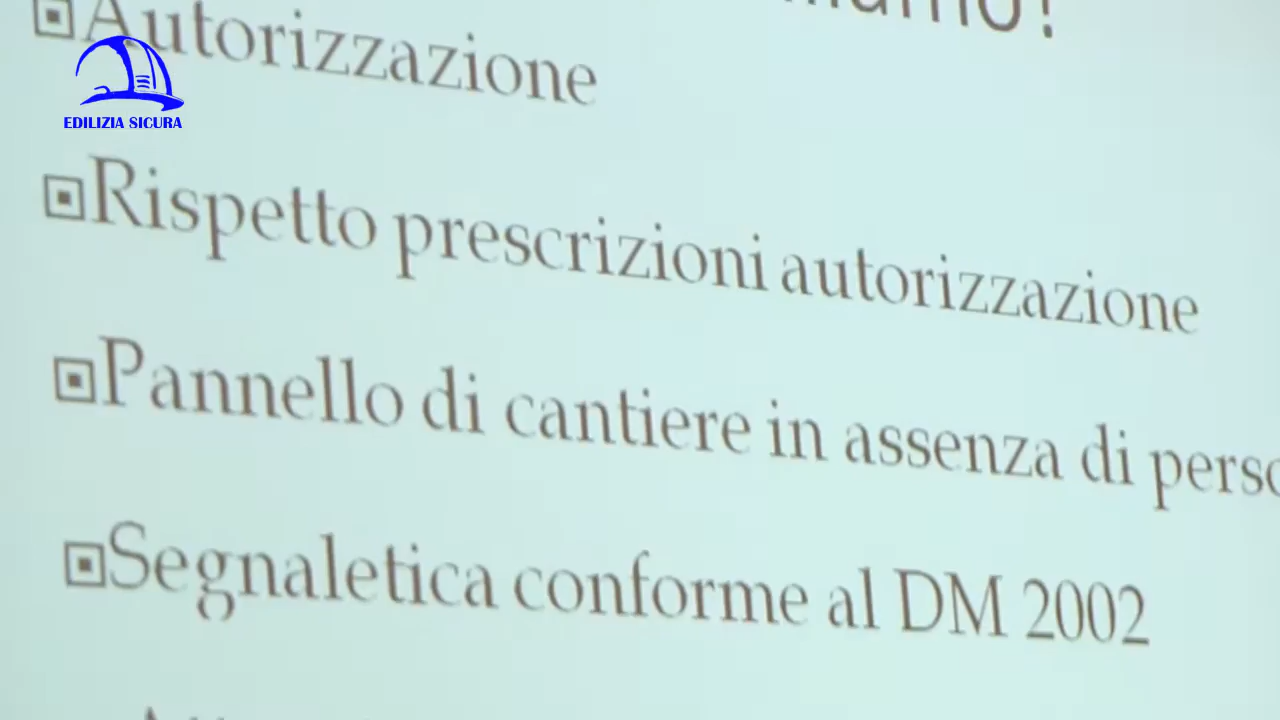 Autorizzazione
EDILIZIA SICURA
Rispetto prescrizioni autorizzazione
Pannello di cantiere in assenza di
Segnaletica conforme al DM 2002